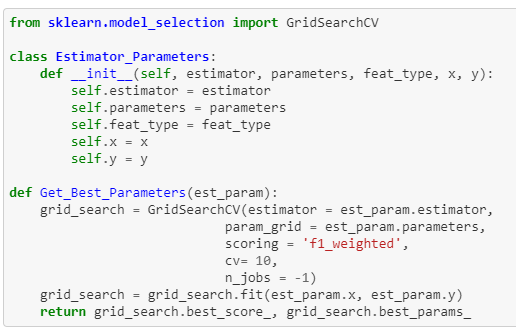 from sklearn.model_selection import GridSearchCV
class Estimator_Parameters:
    def __init__(self, estimator, parameters, feat_type, x, y):
        self.estimator = estimator
        self.parameters = parameters
        self.feat_type = feat_type
        self.x = x
        self.y = y
def Get_Best_Parameters(est_param):
    grid_search = GridSearchCV(estimator = est_param.estimator,
                            param_grid = est_param.parameters,
                            scoring = 'f1_weighted',
                            cv= 10,
                            n_jobs = -1)
    grid_search = grid_search.fit(est_param.x, est_param.y)
    return grid_search.best_score_, grid_search.best_params_